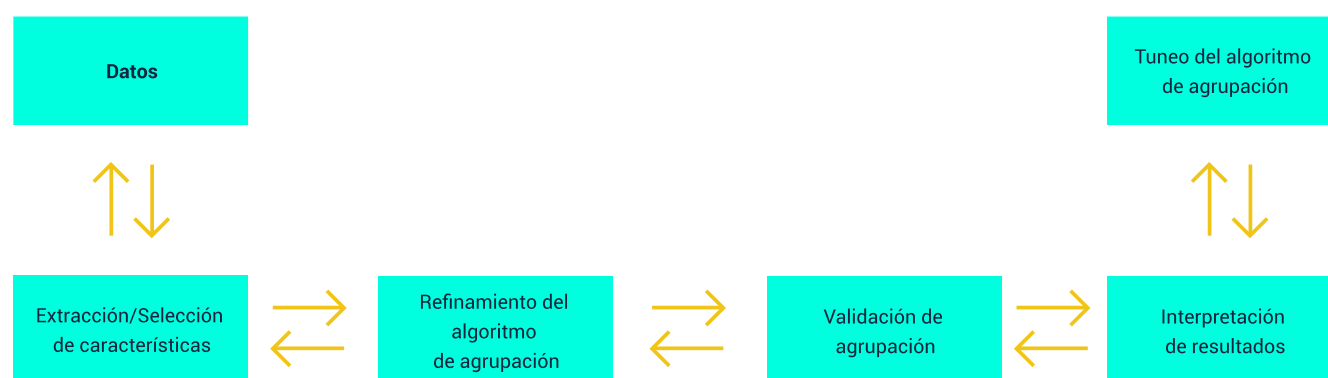 Datos
Tuneo del algoritmo
de agrupación
Extracción/Selección
de características
Refinamiento del
algoritmo
de agrupación
Validación de
agrupación
Interpretación
de resultados